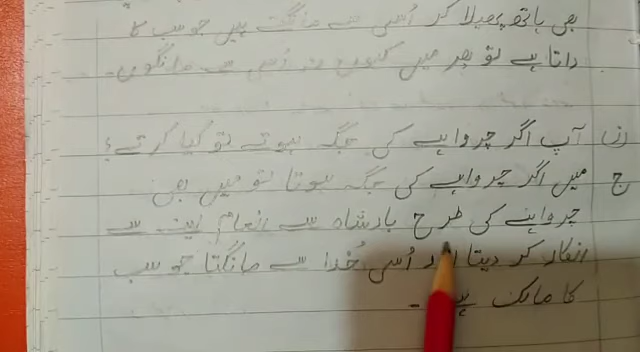 بھی ہاتھ پھیلا کر اُسی سے مانگتے ہیں جو سب کا
داتا ہے تو پھر میں کیوں نہ اُس سے مانگوں۔
آپ اگر چرواہے کی جگہ ہوتے تو کیا کرتے؟
ج میں اگر چرواہے کی جگہ ہوتا تو میں بھی
چرواہے کی طرح بادشاہ سے انعام لینے سے
انکار کر دیتا اور اُسی خُدا سے مانگتا جو سب
کا مالک ہے۔